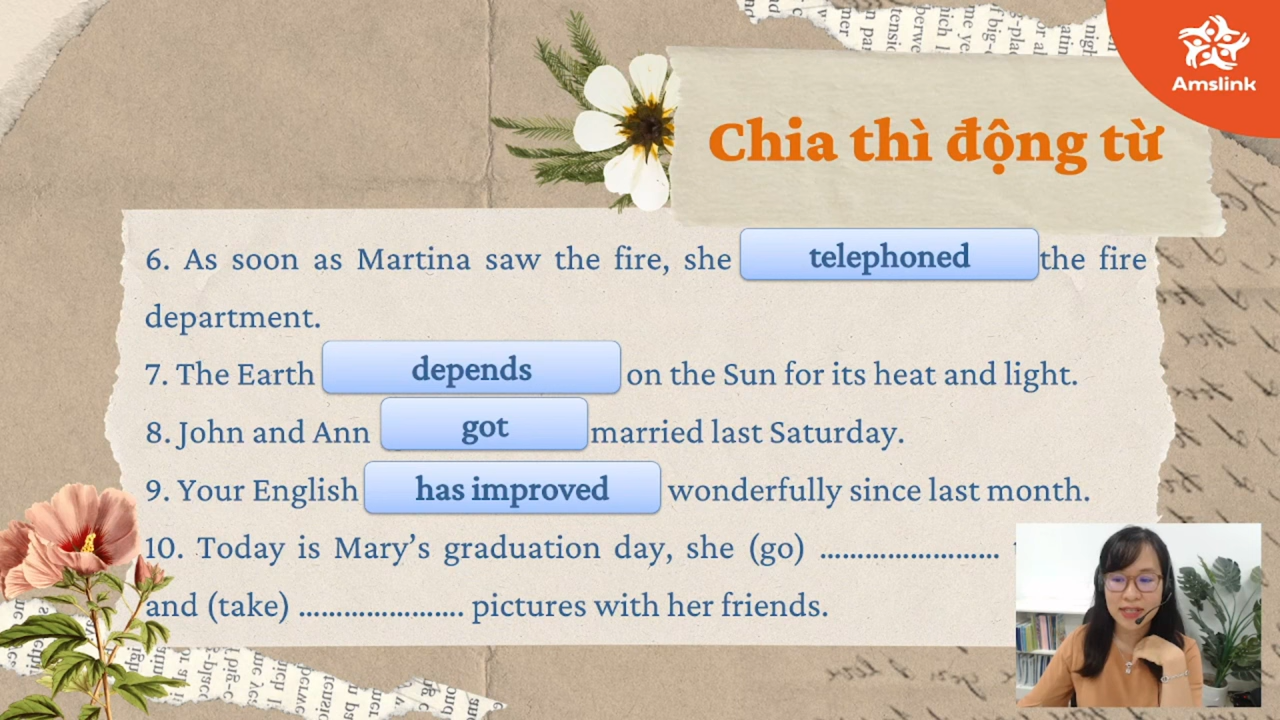 Amslink
Chia thì động từ
6. As soon as Martina saw the fire, she telephoned the fire
department.
7. The Earth depends on the Sun for its heat and light.
8. John and Ann got married last Saturday.
9. Your English has improved wonderfully since last month.
10. Today is Mary’s graduation day, she (go) ............................
and (take) .......................... pictures with her friends.